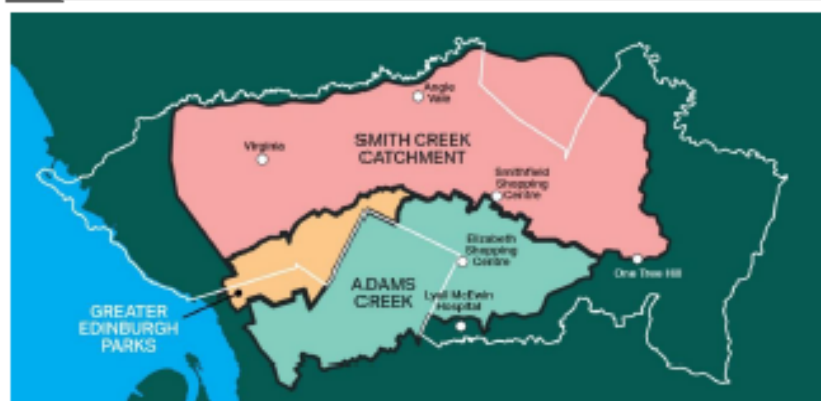 Angle
Vale
Virginia
SMITH CREEK
CATCHMENT
Smithfield
Shopping
Centre
Elizabeth
Shopping
Centre
One Tree Hill
ADAMS
CREEK
Lyell McEwin
Hospital
GREATER
EDINBURGH
PARKS